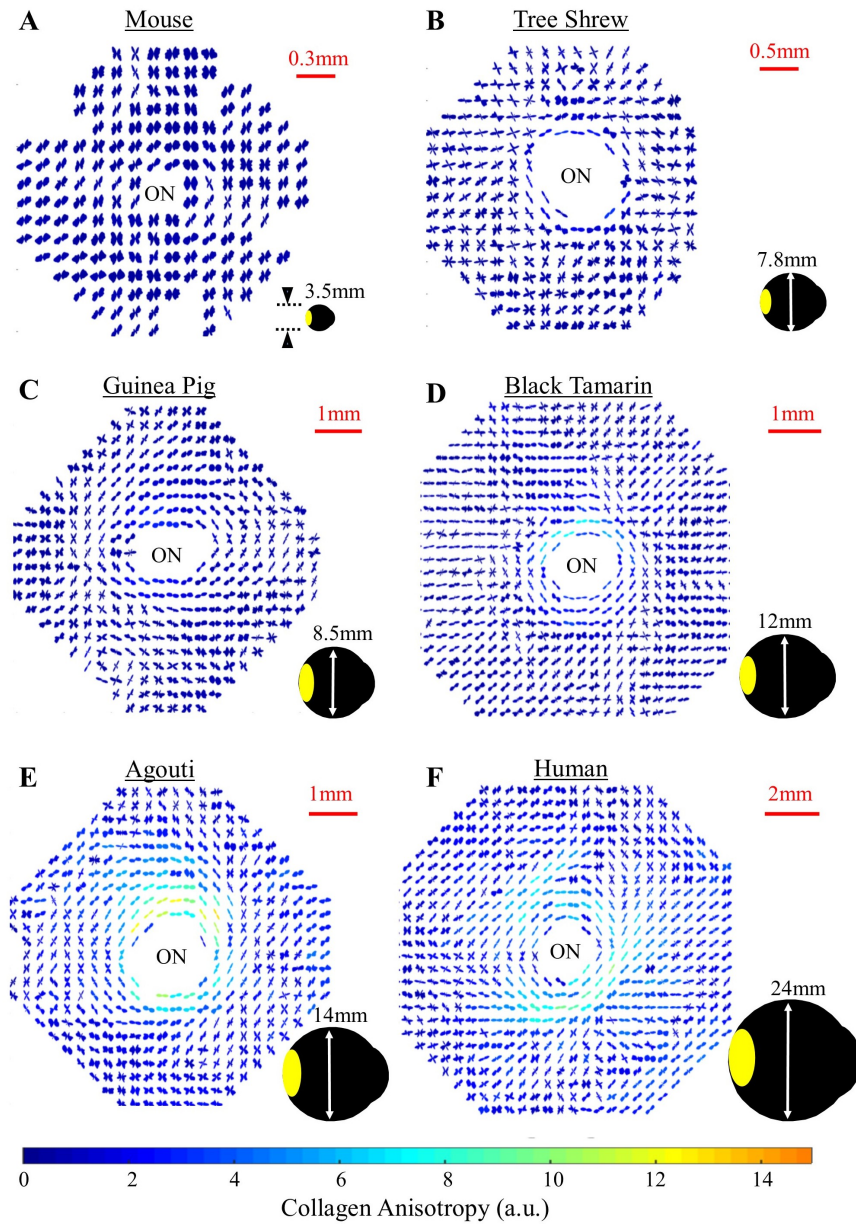 A Mouse
0.3mm
ON
3.5mm
B Tree Shrew
0.5mm
ON
7.8mm
C Guinea Pig
1mm
ON
8.5mm
D Black Tamarin
1mm
ON
12mm
E Agouti
1mm
ON
14mm
F Human
2mm
ON
24mm
0 2 4 6 8 10 12 14
Collagen Anisotropy (a.u.)